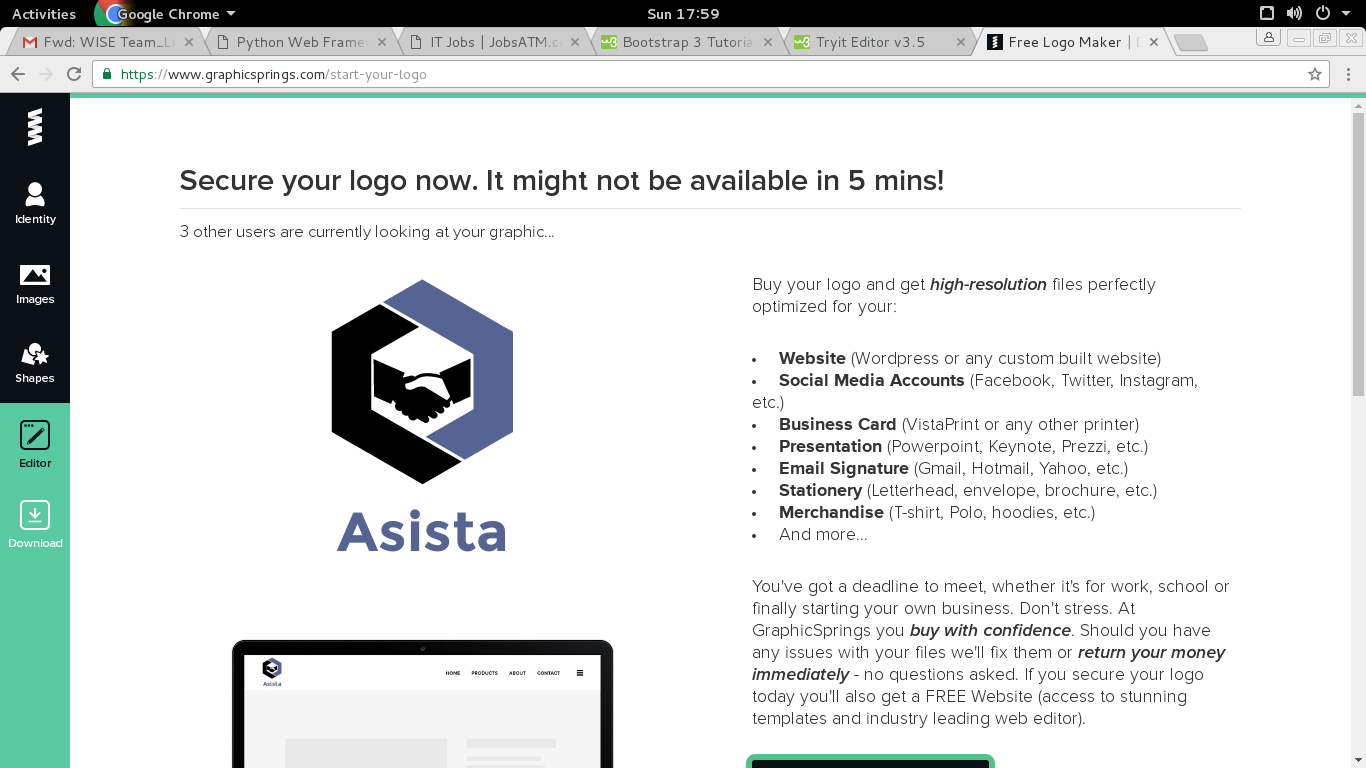 Activities Google Chrome Sun 17:59
Fwd: WISE Team_L Python Web Frame IT Jobs | JobsATM.c Bootstrap 3 Tutoria Tryit Editor v3.5 Free Logo Maker | D
https://www.graphicsprings.com/start-your-logo
Identity
Images
Shapes
Editor
Download
Secure your logo now. It might not be available in 5 mins!
3 other users are currently looking at your graphic...
Asista
Asista
HOME PRODUCTS ABOUT CONTACT
Buy your logo and get high-resolution files perfectly
optimized for your:
• Website (Wordpress or any custom built website)
• Social Media Accounts (Facebook, Twitter, Instagram,
etc.)
• Business Card (VistaPrint or any other printer)
• Presentation (Powerpoint, Keynote, Prezzi, etc.)
• Email Signature (Gmail, Hotmail, Yahoo, etc.)
• Stationery (Letterhead, envelope, brochure, etc.)
• Merchandise (T-shirt, Polo, hoodies, etc.)
• And more...
You've got a deadline to meet, whether it's for work, school or
finally starting your own business. Don't stress. At
GraphicSprings you buy with confidence. Should you have
any issues with your files we'll fix them or return your money
immediately - no questions asked. If you secure your logo
today you'll also get a FREE Website (access to stunning
templates and industry leading web editor).